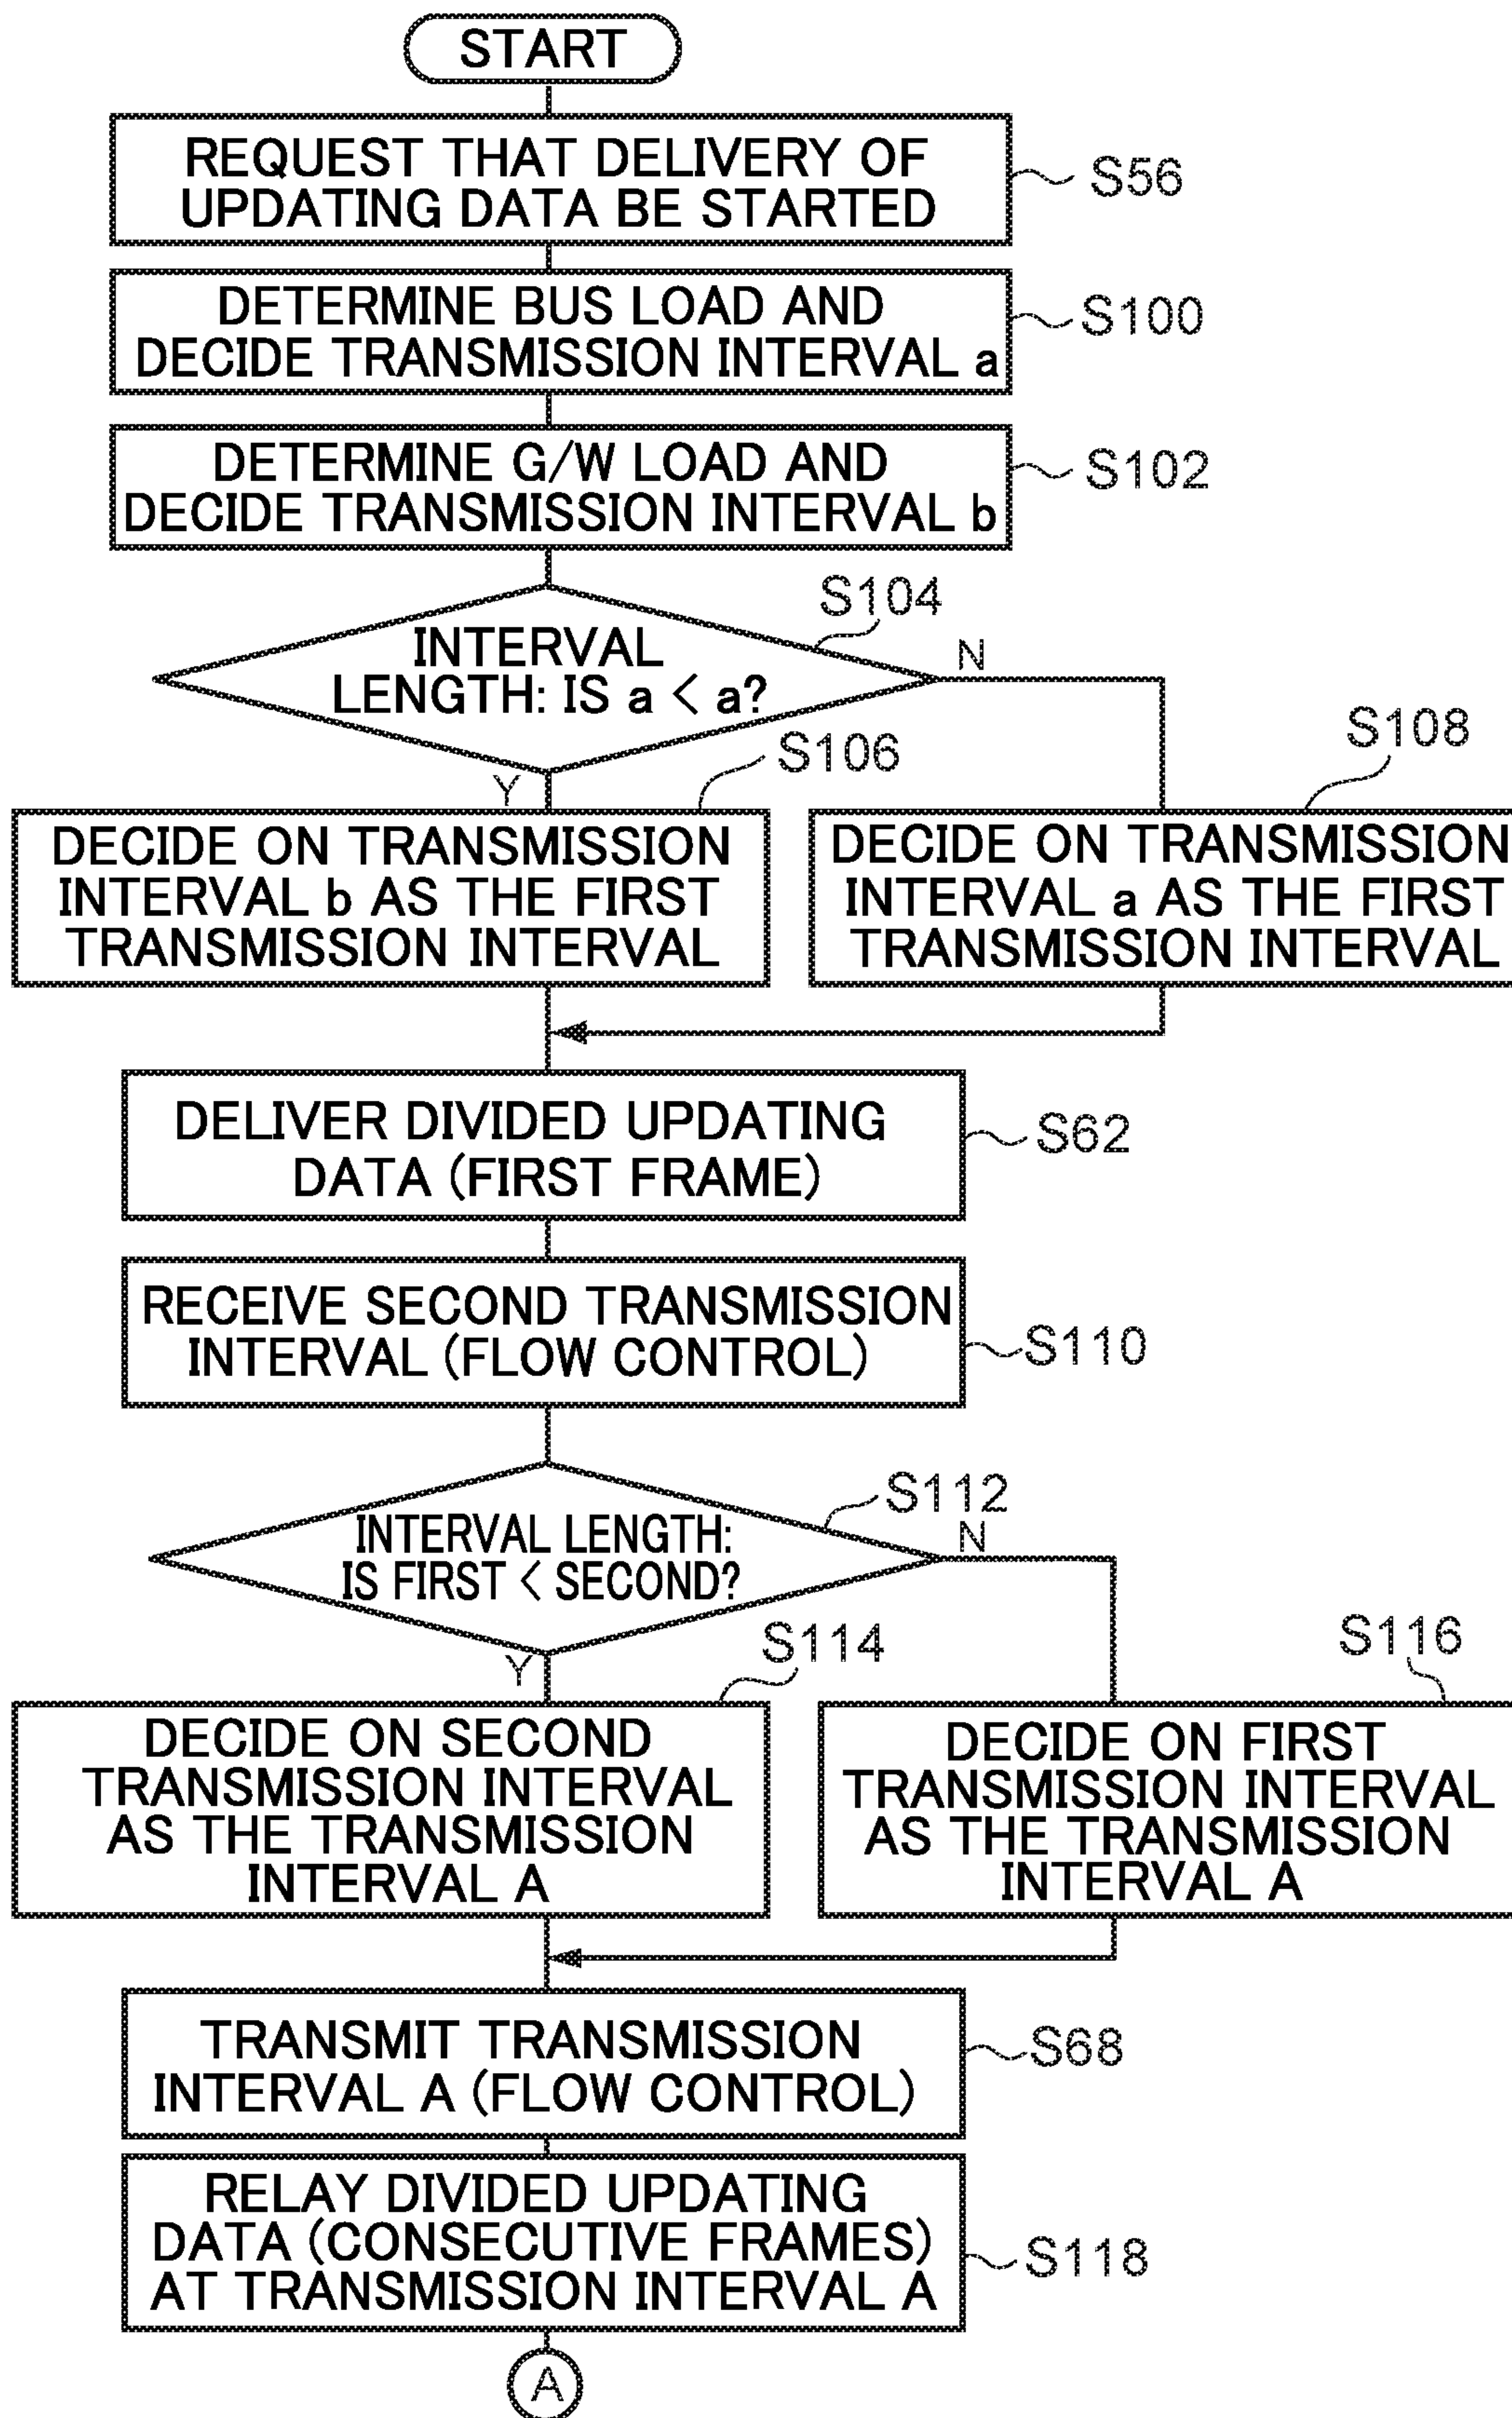 START
REQUEST THAT DELIVERY OF
UPDATING DATA BE STARTED
S56
DETERMINE BUS LOAD AND
DECIDE TRANSMISSION INTERVAL a
S100
DETERMINE G/W LOAD AND
DECIDE TRANSMISSION INTERVAL b
S102
S104
INTERVAL
LENGTH: IS a < a?
N
Y
S106
S108
DECIDE ON TRANSMISSION
INTERVAL b AS THE FIRST
TRANSMISSION INTERVAL
DECIDE ON TRANSMISSION
INTERVAL a AS THE FIRST
TRANSMISSION INTERVAL
DELIVER DIVIDED UPDATING
DATA (FIRST FRAME)
S62
RECEIVE SECOND TRANSMISSION
INTERVAL (FLOW CONTROL)
S110
S112
INTERVAL LENGTH:
IS FIRST < SECOND?
N
Y
S114
S116
DECIDE ON SECOND
TRANSMISSION INTERVAL
AS THE TRANSMISSION
INTERVAL A
DECIDE ON FIRST
TRANSMISSION INTERVAL
AS THE TRANSMISSION
INTERVAL A
TRANSMIT TRANSMISSION
INTERVAL A (FLOW CONTROL)
S68
RELAY DIVIDED UPDATING
DATA (CONSECUTIVE FRAMES)
AT TRANSMISSION INTERVAL A
S118
A